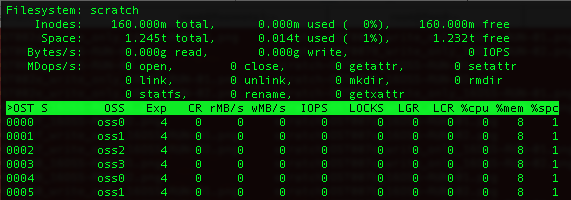 Filesystem: scratch
Inodes: 160.000m total, 0.000m used ( 0%), 160.000m free
Space: 1.245t total, 0.014t used ( 1%), 1.232t free
Bytes/s: 0.000g read, 0.000g write, 0 IOPS
MDops/s: 0 open, 0 close, 0 getattr, 0 setattr
0 link, 0 unlink, 0 mkdir, 0 rmdir
0 statfs, 0 rename, 0 getxattr
>OST S OSS Exp CR rMB/s wMB/s IOPS LOCKS LGR LCR %cpu %mem %spc
0000 oss0 4 0 0 0 0 0 0 0 0 8 1
0001 oss1 4 0 0 0 0 0 0 0 0 8 1
0002 oss2 4 0 0 0 0 0 0 0 0 8 1
0003 oss3 4 0 0 0 0 0 0 0 0 8 1
0004 oss0 4 0 0 0 0 0 0 0 0 8 1
0005 oss1 4 0 0 0 0 0 0 0 0 8 1